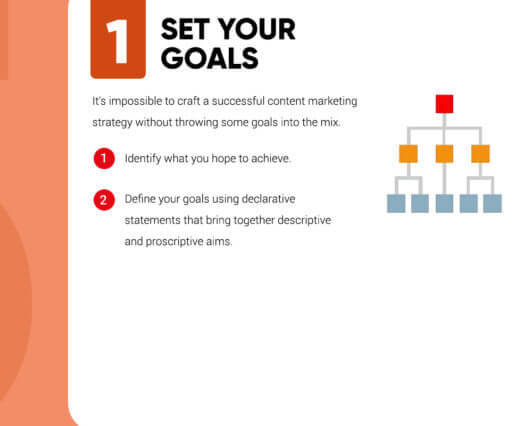 1
SET YOUR
GOALS
It's impossible to craft a successful content marketing
strategy without throwing some goals into the mix.
1 Identify what you hope to achieve.
2 Define your goals using declarative
statements that bring together descriptive
and proscriptive aims.